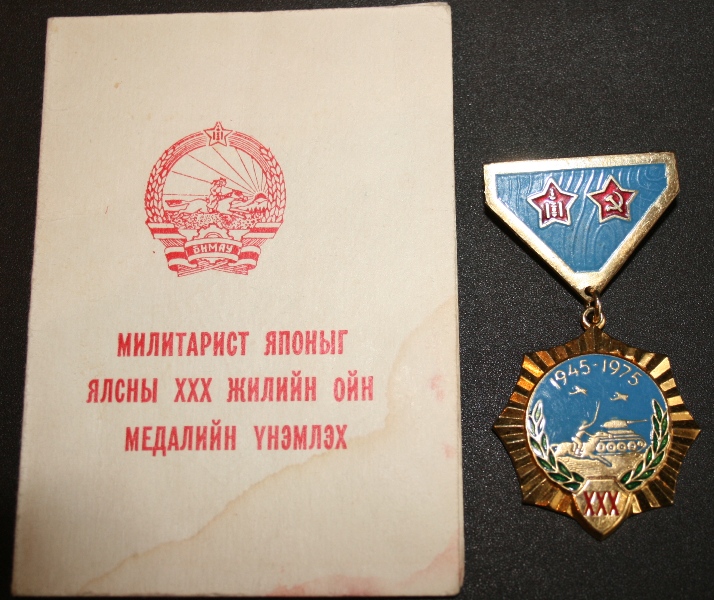 БНМАУ
МИЛИТАРИСТ ЯПОНЫГ
ЯЛСНЫ XXX ЖИЛИЙН ОЙН
МЕДАЛИЙН ҮНЭМЛЭХ
1945-1975
XXX